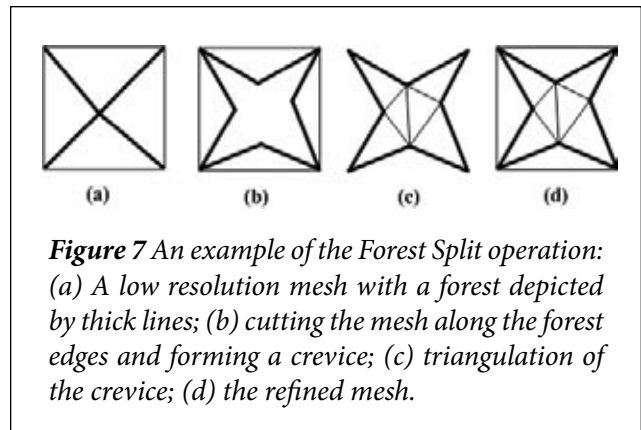 (a) (b) (c) (d)
Figure 7 An example of the Forest Split operation:
(a) A low resolution mesh with a forest depicted
by thick lines; (b) cutting the mesh along the forest
edges and forming a crevice; (c) triangulation of
the crevice; (d) the refined mesh.